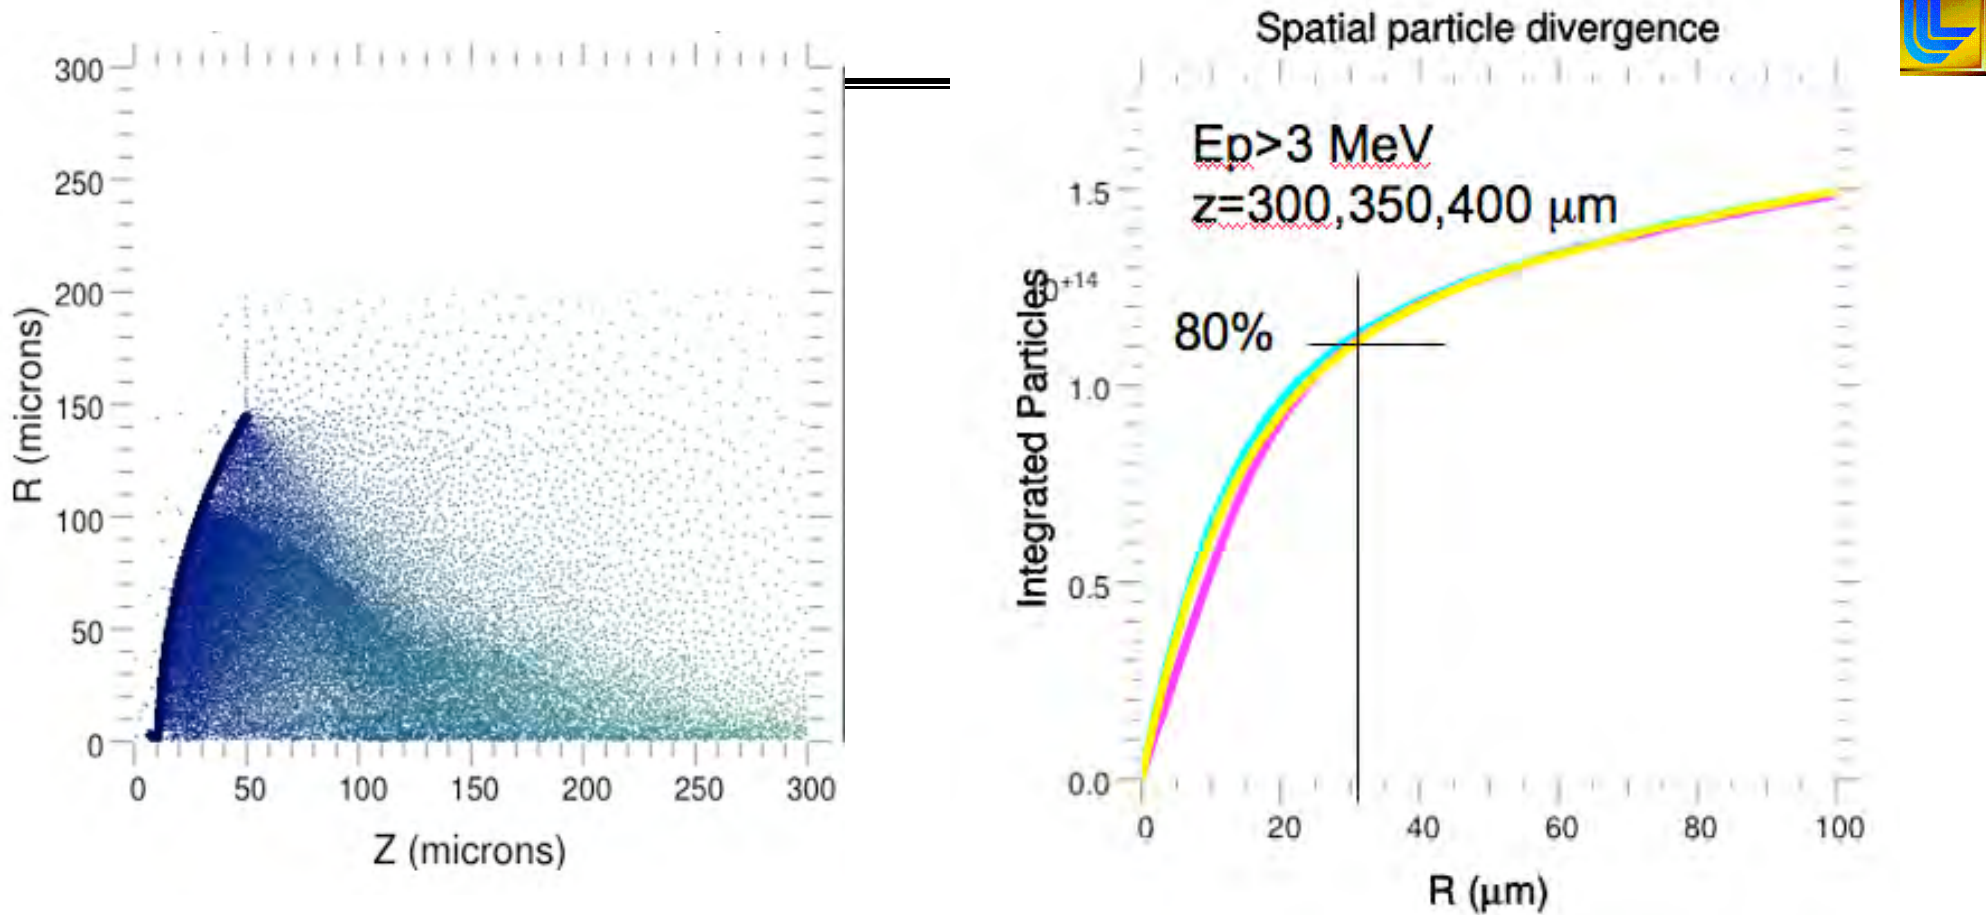 300
250
200
150
100
50
0
R (microns)
0 50 100 150 200 250 300
Z (microns)
Spatial particle divergence
Ep>3 MeV
z=300,350,400 μm
80%
1.5
1.0
0.5
0.0
Integrated Particles
0 20 40 60 80 100
R (μm)